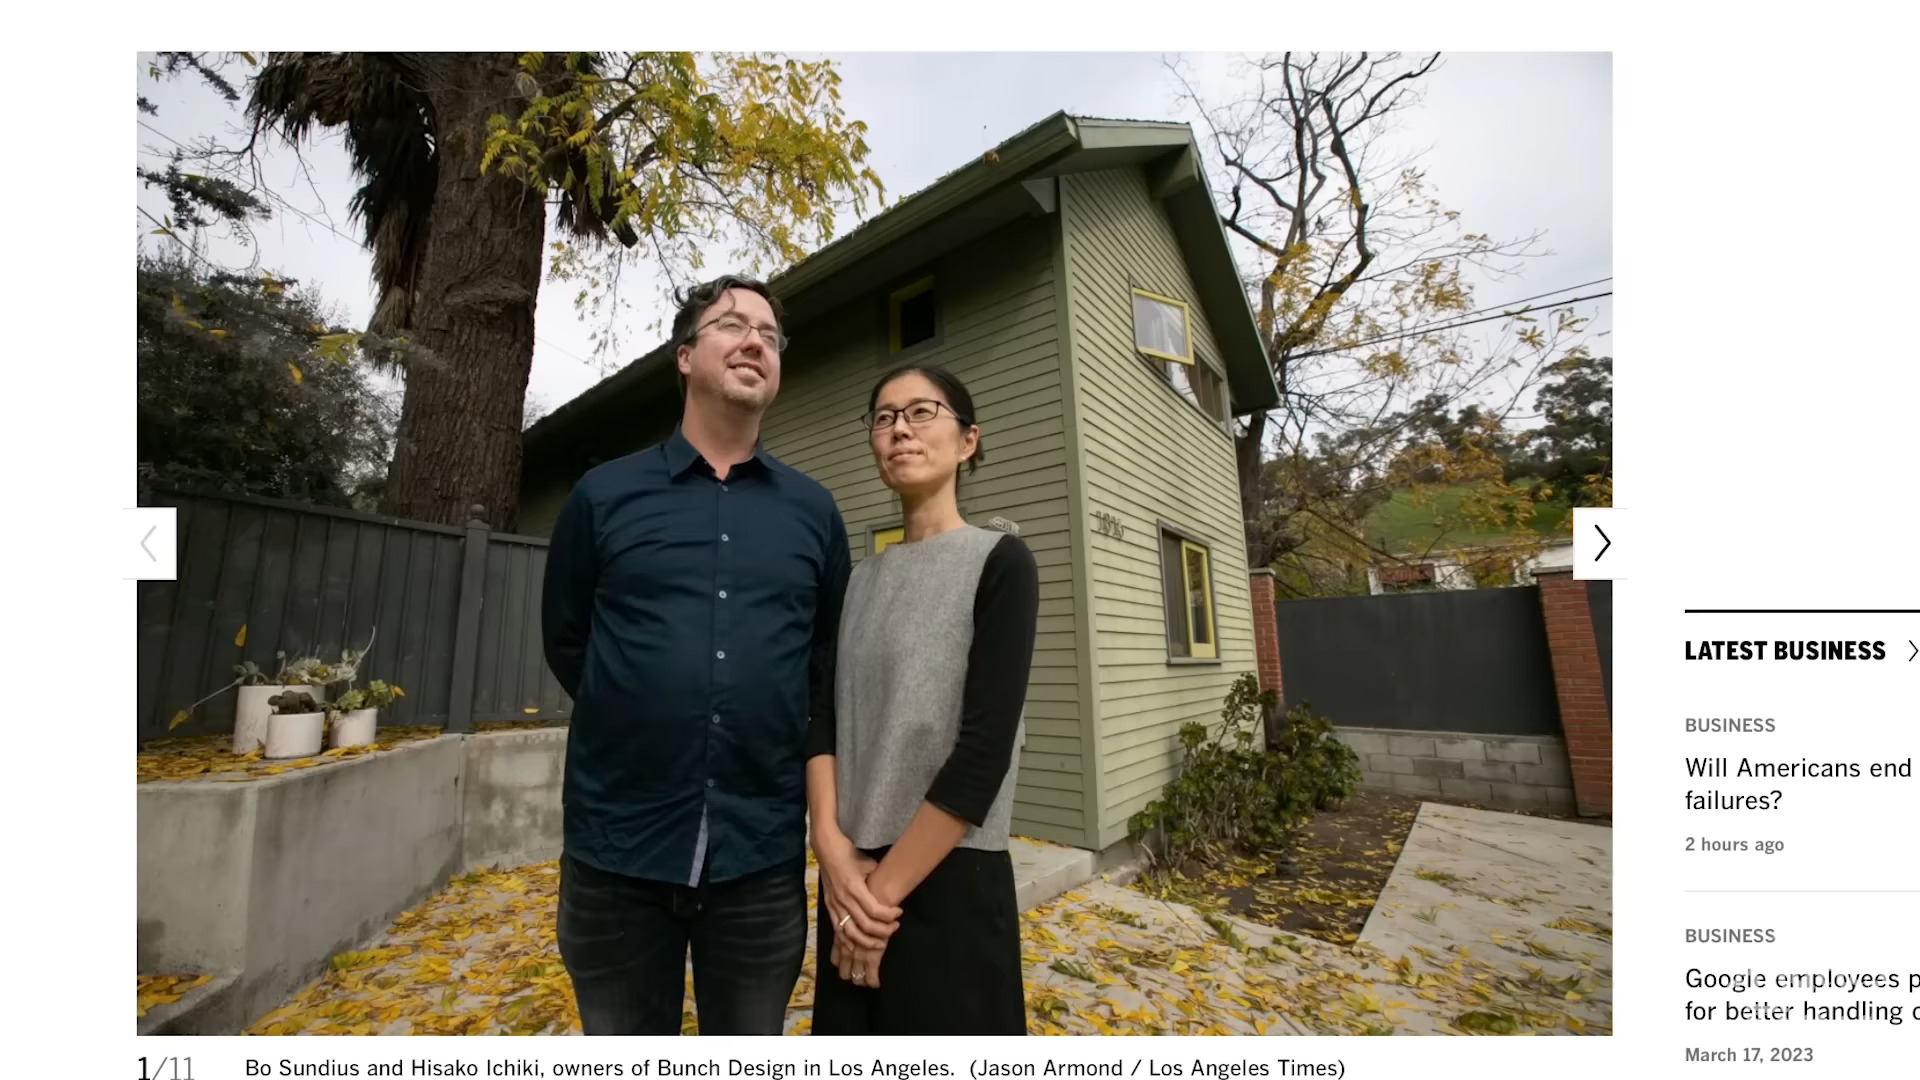 1316
LATEST BUSINESS
BUSINESS
Will Americans end
failures?
2 hours ago
BUSINESS
Google employees p
for better handling
March 17, 2023
1/11
Bo Sundius and Hisako Ichiki, owners of Bunch Design in Los Angeles. (Jason Armond / Los Angeles Times)